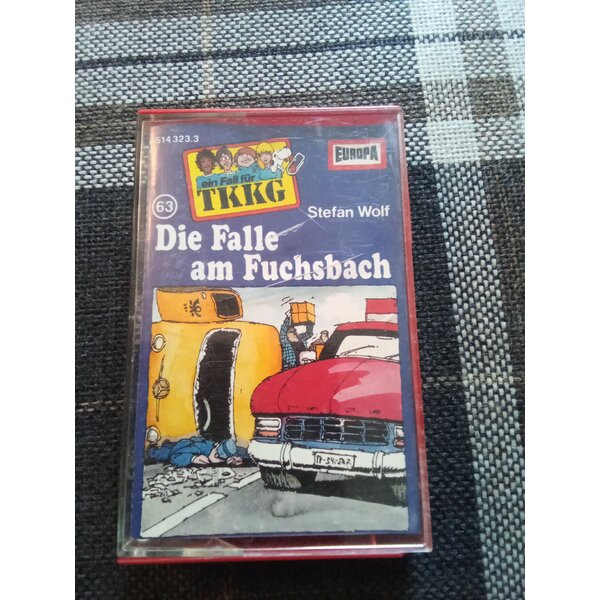 514 323.3
EUROPA
ein Fall für
TKKG
63
Stefan Wolf
Die Falle
am Fuchsbach